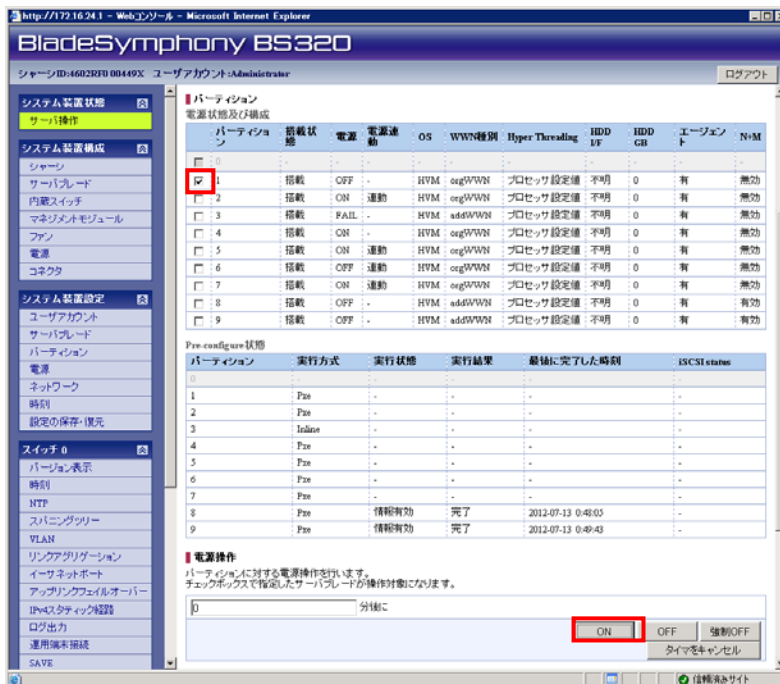 http://172.16.24.1 - Webコンソール - Microsoft Internet Explorer
BladeSymphony BS320
シャーシID:4602RF0 00449X ユーザアカウント:Administrator
ログアウト
システム装置状態
サーバ操作
システム装置構成
シャーシ
サーバブレード
内蔵スイッチ
マネジメントモジュール
ファン
電源
コネクタ
システム装置設定
ユーザアカウント
サーバブレード
パーティション
電源
ネットワーク
時刻
設定の保存・復元
スイッチ 0
バージョン表示
時刻
NTP
スパニングツリー
VLAN
リンクアグリゲーション
イーサネットポート
アップリンクフェイルオーバー
IPv4スタティック経路
ログ出力
運用端末接続
SAVE
パーティション
電源状態及び構成
パーティション 搭載状態 電源 電源連動 OS WWN種別 Hyper Threading HDD I/F HDD GB エージェント N+M
0 - - - - - - - - - -
1 搭載 OFF - HVM orgWWN プロセッサ設定値 不明 0 有 無効
2 搭載 ON 連動 HVM orgWWN プロセッサ設定値 不明 0 有 無効
3 搭載 FAIL - HVM addWWN プロセッサ設定値 不明 0 有 無効
4 搭載 ON - HVM orgWWN プロセッサ設定値 不明 0 有 無効
5 搭載 ON 連動 HVM orgWWN プロセッサ設定値 不明 0 有 無効
6 搭載 OFF 連動 HVM orgWWN プロセッサ設定値 不明 0 有 無効
7 搭載 ON 連動 HVM orgWWN プロセッサ設定値 不明 0 有 無効
8 搭載 OFF - HVM addWWN プロセッサ設定値 不明 0 有 有効
9 搭載 OFF - HVM addWWN プロセッサ設定値 不明 0 有 有効
Pre-configure状態
パーティション 実行方式 実行状態 実行結果 最後に完了した時刻 iSCSI status
0 - - - - -
1 Pxe - - - -
2 Pxe - - - -
3 Inline - - - -
4 Pxe - - - -
5 Pxe - - - -
6 Pxe - - - -
7 Pxe - - - -
8 Pxe 情報有効 完了 2012-07-13 0:48:05 -
9 Pxe 情報有効 完了 2012-07-13 0:49:43 -
電源操作
パーティションに対する電源操作を行います。
チェックボックスで指定したサーバブレードが操作対象になります。
0 分後に
ON OFF 強制OFF
タイマをキャンセル
信頼済みサイト